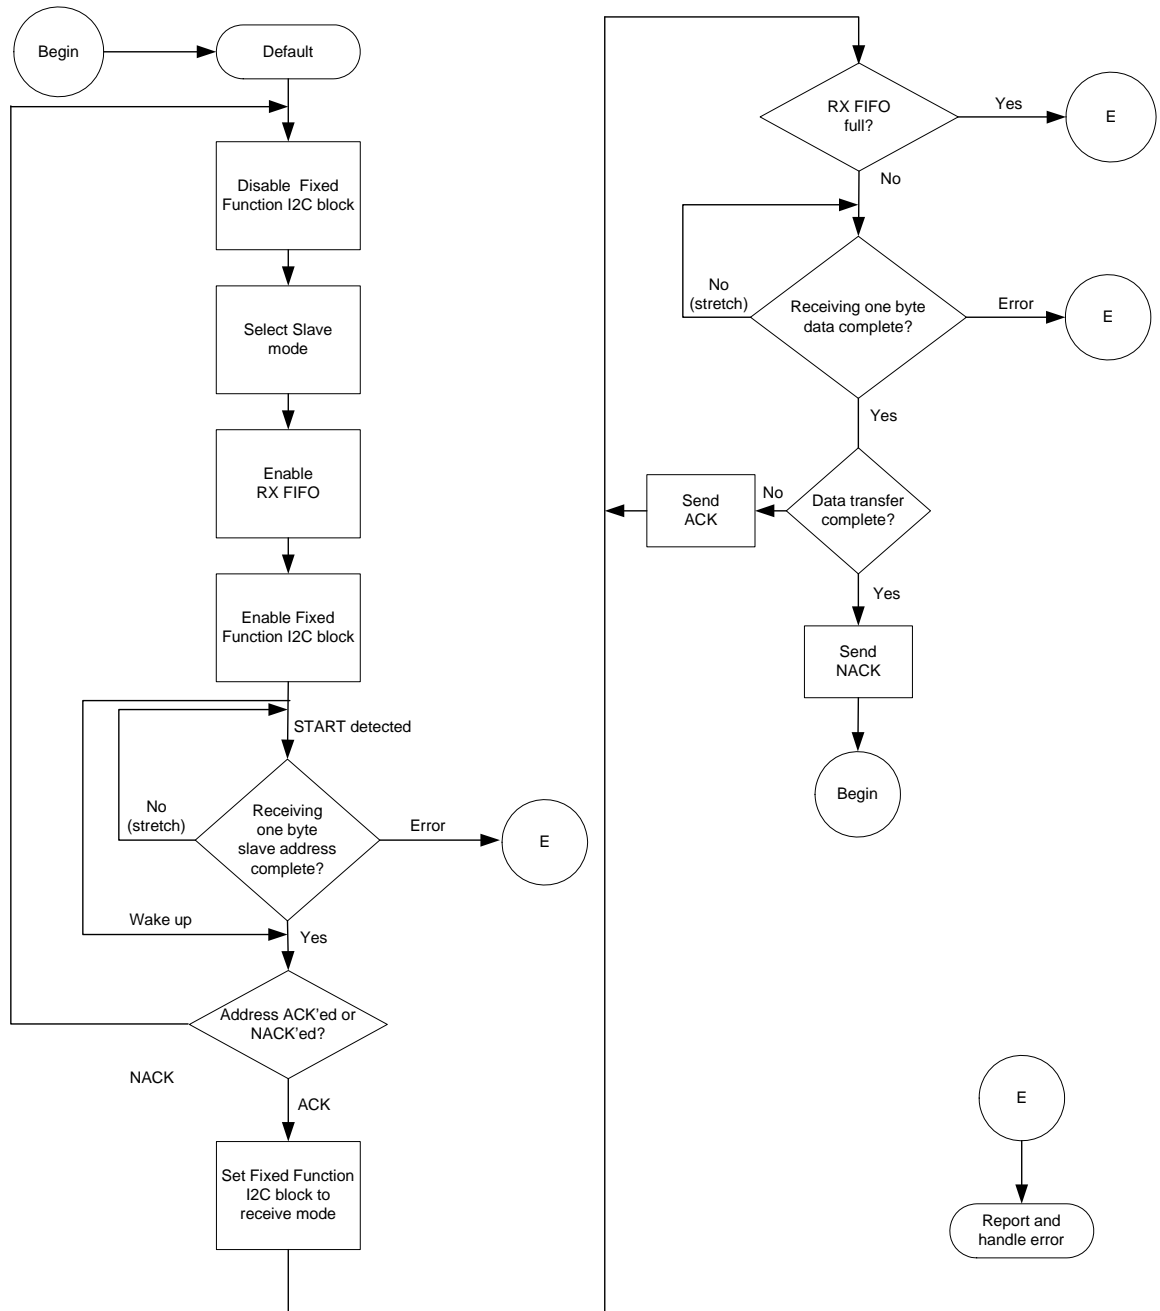 Begin
Default
Disable  Fixed
Function I2C block
Select Slave
mode
Enable
RX FIFO
Enable Fixed
Function I2C block
START detected
No
(stretch)
Receiving
one byte
slave address
complete?
Error
E
Wake up
Yes
Address ACK'ed or
NACK'ed?
NACK
ACK
Set Fixed Function
I2C block to
receive mode
RX FIFO
full?
Yes
E
No
No
(stretch)
Receiving one byte
data complete?
Error
E
Yes
Data transfer
complete?
No
Send
ACK
Yes
Send
NACK
Begin
E
Report and
handle error